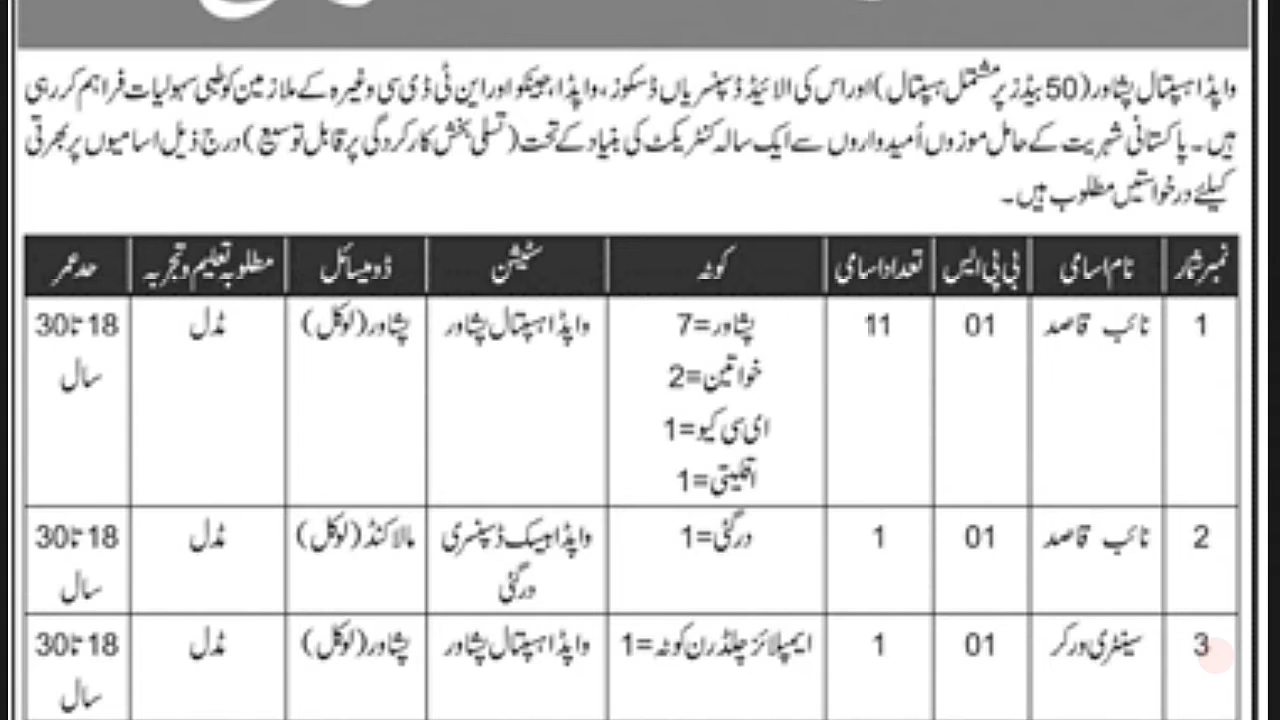 واپڈا ہسپتال پشاور (50 بیڈز پر مشتمل ہسپتال) اور اس کی الائیڈ ڈسپنسریاں ڈسکوز، واپڈا، جینکو اور این ٹی ڈی سی وغیرہ کے ملازمین کو طبی سہولیات فراہم کر رہی
ہیں۔ پاکستانی شہریت کے حامل موزوں اُمیدواروں سے ایک سالہ کنٹریکٹ کی بنیاد کے تحت (تسلی بخش کارکردگی پر قابل توسیع) درج ذیل اسامیوں پر بھرتی
کیلئے درخواستیں مطلوب ہیں۔
نمبر شمار نام اسامی بی پی ایس تعداد اسامی کوٹہ سٹیشن ڈومیسائل مطلوبہ تعلیم و تجربہ حد عمر
1 نائب قاصد 01 11 پشاور=7 واپڈا ہسپتال پشاور پشاور (لوکل) مڈل 18 تا 30
خواتین=2 سال
ای سی کیو=1
اقلیتی=1
2 نائب قاصد 01 1 درگئی=1 واپڈا بیسک ڈسپنسری مالاکنڈ (لوکل) مڈل 18 تا 30
درگئی سال
3 سینٹری ورکر 01 1 ایمپلائز چلڈرن کوٹہ=1 واپڈا ہسپتال پشاور پشاور (لوکل) مڈل 18 تا 30
سال